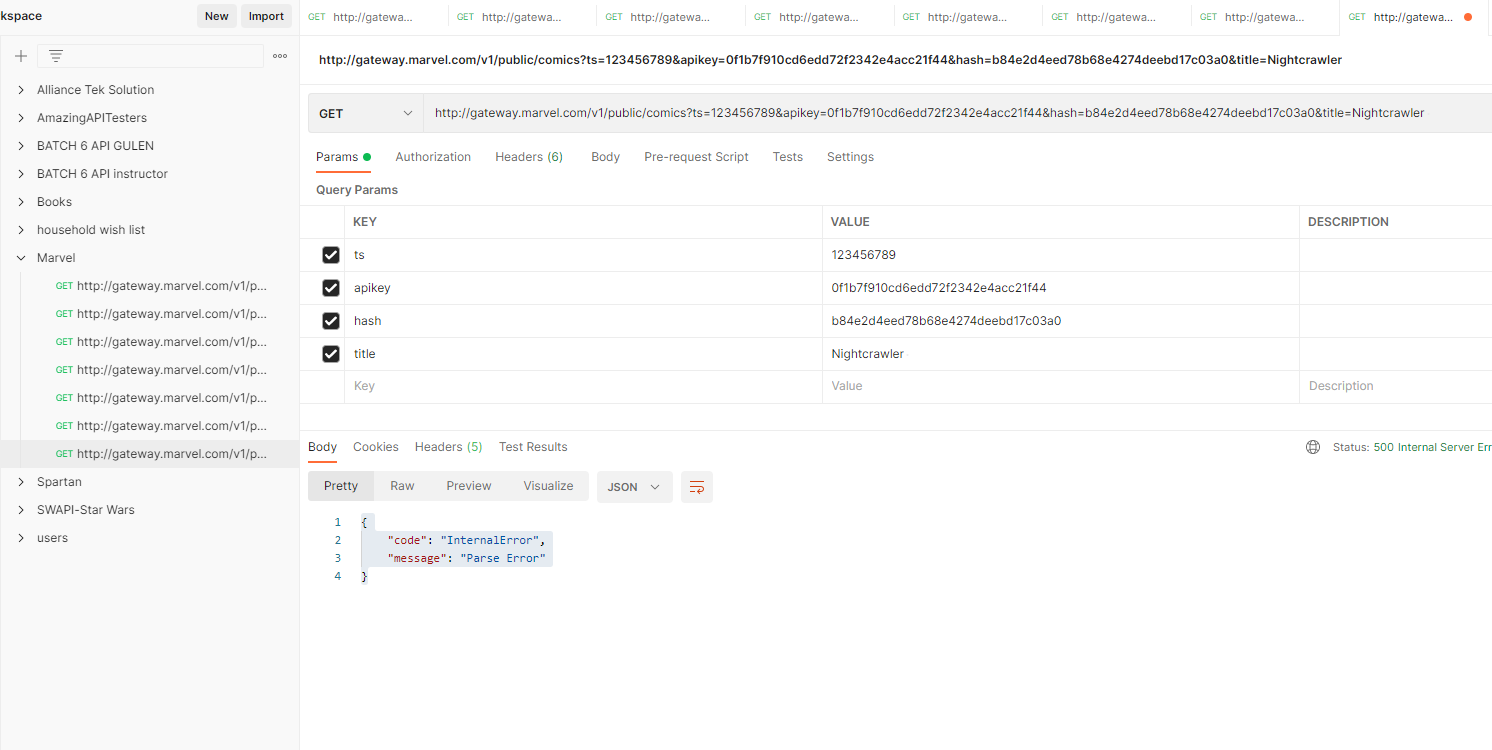 kspace New Import
GET http://gatewa... GET http://gatewa... GET http://gatewa... GET http://gatewa... GET http://gatewa... GET http://gatewa... GET http://gatewa... GET http://gatewa...
Alliance Tek Solution
AmazingAPITesters
BATCH 6 API GULEN
BATCH 6 API instructor
Books
household wish list
Marvel
GET http://gateway.marvel.com/v1/p...
GET http://gateway.marvel.com/v1/p...
GET http://gateway.marvel.com/v1/p...
GET http://gateway.marvel.com/v1/p...
GET http://gateway.marvel.com/v1/p...
GET http://gateway.marvel.com/v1/p...
GET http://gateway.marvel.com/v1/p...
Spartan
SWAPI-Star Wars
users
http://gateway.marvel.com/v1/public/comics?ts=123456789&apikey=0f1b7f910cd6edd72f2342e4acc21f44&hash=b84e2d4eed78b68e4274deebd17c03a0&title=Nightcrawler
GET http://gateway.marvel.com/v1/public/comics?ts=123456789&apikey=0f1b7f910cd6edd72f2342e4acc21f44&hash=b84e2d4eed78b68e4274deebd17c03a0&title=Nightcrawler
Params Authorization Headers (6) Body Pre-request Script Tests Settings
Query Params
KEY VALUE DESCRIPTION
ts 123456789
apikey 0f1b7f910cd6edd72f2342e4acc21f44
hash b84e2d4eed78b68e4274deebd17c03a0
title Nightcrawler
Key Value Description
Body Cookies Headers (5) Test Results Status: 500 Internal Server Err
Pretty Raw Preview Visualize JSON
1 {
2 "code": "InternalError",
3 "message": "Parse Error"
4 }